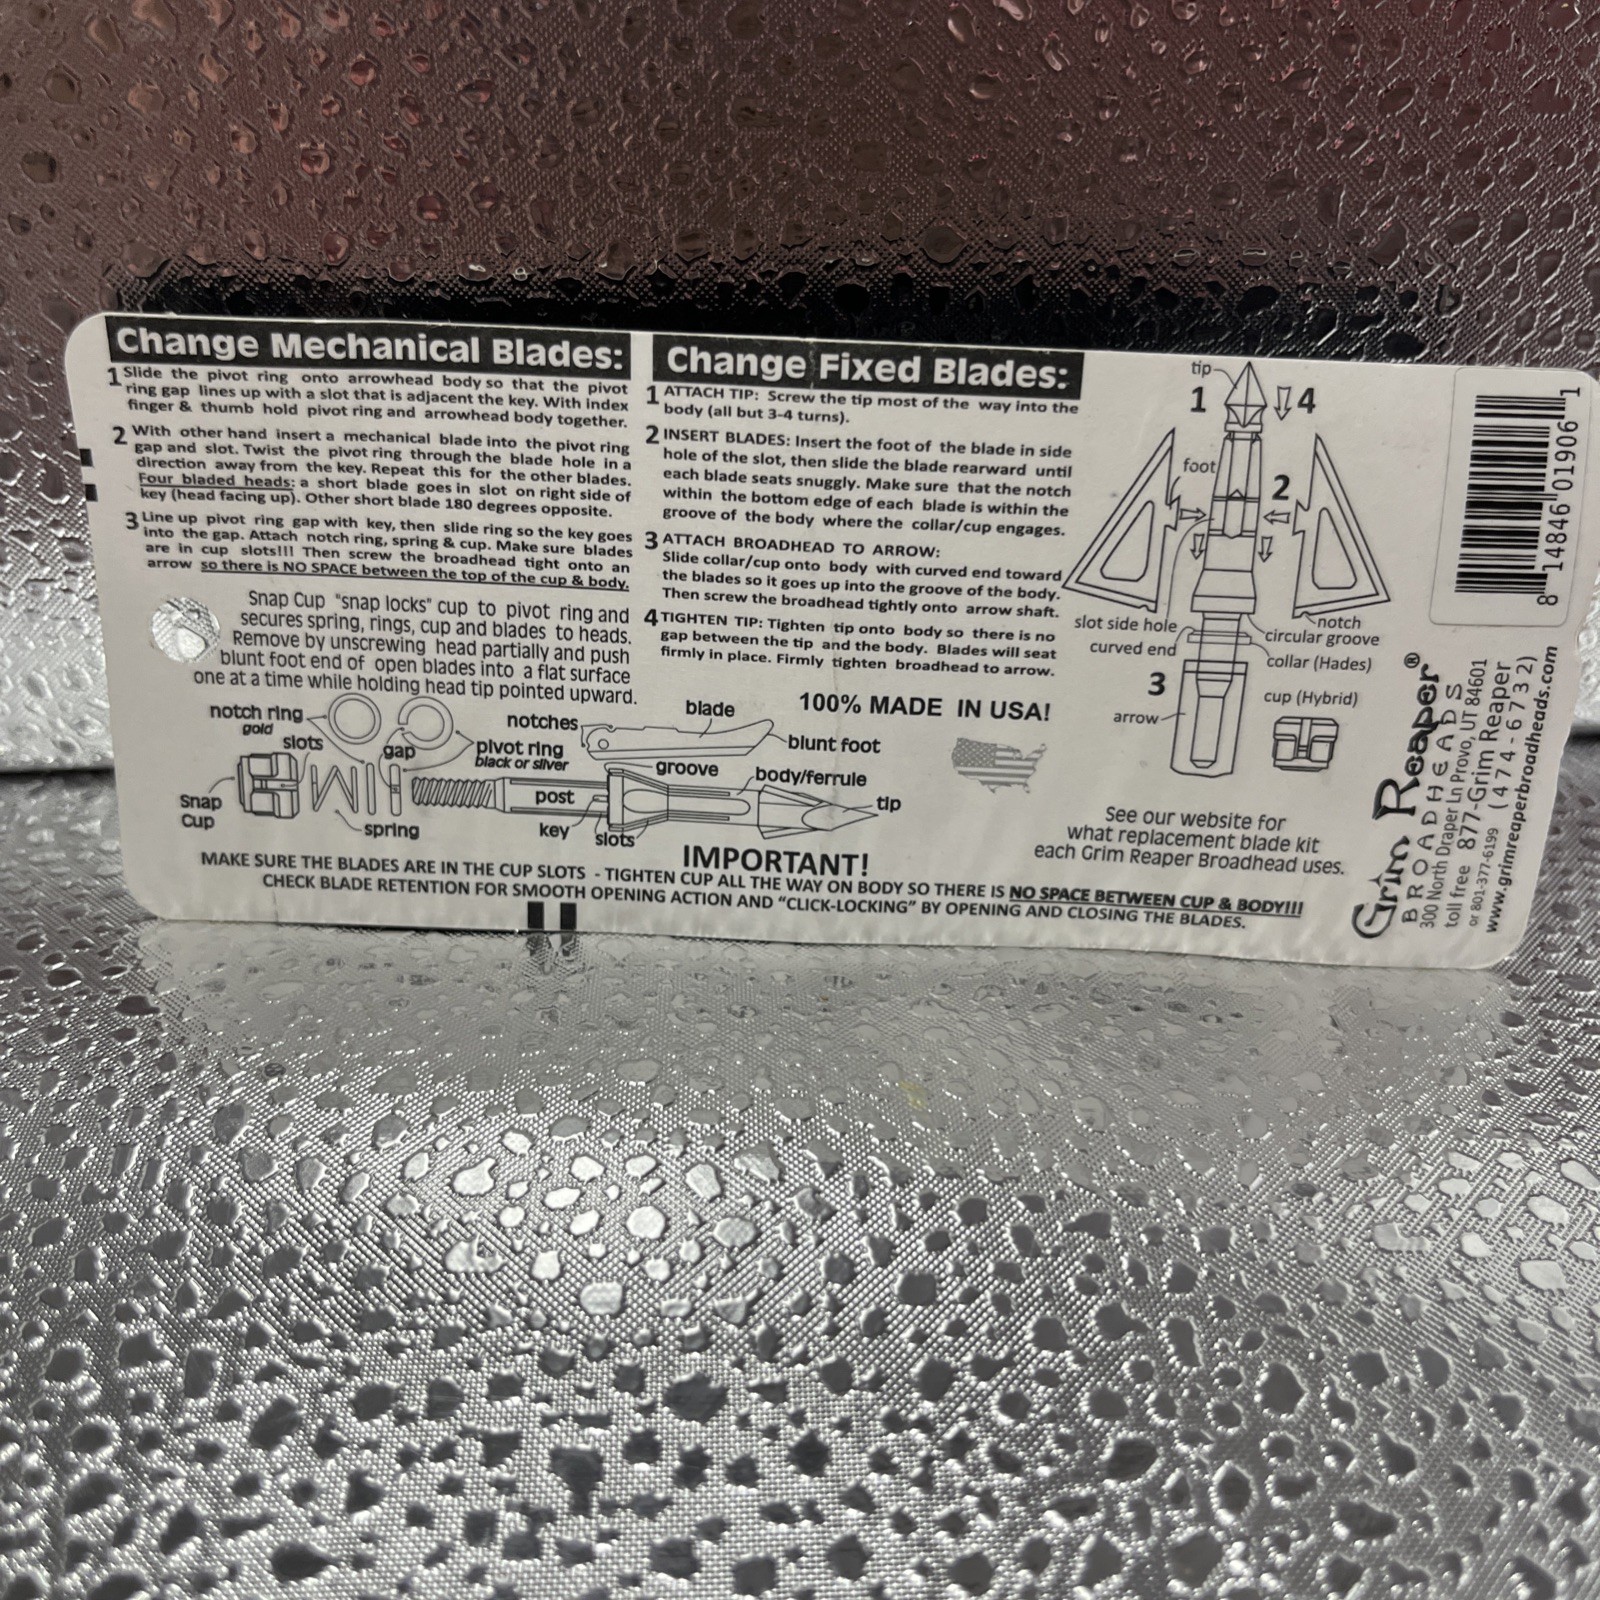 Change Mechanical Blades:
1 Slide the pivot ring onto arrowhead body so that the pivot
ring gap lines up with a slot that is adjacent the key. With index
finger & thumb hold pivot ring and arrowhead body together.
2 With other hand insert a mechanical blade into the pivot ring
gap and slot. Twist the pivot ring through the blade hole in a
direction away from the key. Repeat this for the other blades.
Four bladed heads: a short blade goes in slot on right side of
key (head facing up). Other short blade 180 degrees opposite.
3 Line up pivot ring gap with key, then slide ring so the key goes
into the gap. Attach notch ring, spring & cup. Make sure blades
are in cup slots!!! Then screw the broadhead tight onto an
arrow so there is NO SPACE between the top of the cup & body.
Snap Cup "snap locks" cup to pivot ring and
secures spring, rings, cup and blades to heads.
Remove by unscrewing head partially and push
blunt foot end of open blades into a flat surface
one at a time while holding head tip pointed upward.
Change Fixed Blades:
1 ATTACH TIP: Screw the tip most of the way into the
body (all but 3-4 turns).
2 INSERT BLADES: Insert the foot of the blade in side
hole of the slot, then slide the blade rearward until
each blade seats snuggly. Make sure that the notch
within the bottom edge of each blade is within the
groove of the body where the collar/cup engages.
3 ATTACH BROADHEAD TO ARROW:
Slide collar/cup onto body with curved end toward
the blades so it goes up into the groove of the body.
Then screw the broadhead tightly onto arrow shaft.
4 TIGHTEN TIP: Tighten tip onto body so there is no
gap between the tip and the body. Blades will seat
firmly in place. Firmly tighten broadhead to arrow.
100% MADE IN USA!
notch ring
gold
slots
gap
pivot ring
black or silver
notches
blade
blunt foot
groove
body/ferrule
tip
post
key
slots
spring
Snap
Cup
tip
1
4
foot
2
slot side hole
curved end
notch
circular groove
collar (Hades)
3
cup (Hybrid)
arrow
See our website for
what replacement blade kit
each Grim Reaper Broadhead uses.
IMPORTANT!
MAKE SURE THE BLADES ARE IN THE CUP SLOTS - TIGHTEN CUP ALL THE WAY ON BODY SO THERE IS NO SPACE BETWEEN CUP & BODY!!!
CHECK BLADE RETENTION FOR SMOOTH OPENING ACTION AND "CLICK-LOCKING" BY OPENING AND CLOSING THE BLADES.
8 14846 01906 1
Grim Reaper®
BROADHEADS
300 North Draper Ln Provo, UT 84601
toll free 877-Grim Reaper
or 801-377-6199 (474-6732)
www.grimreaperbroadheads.com